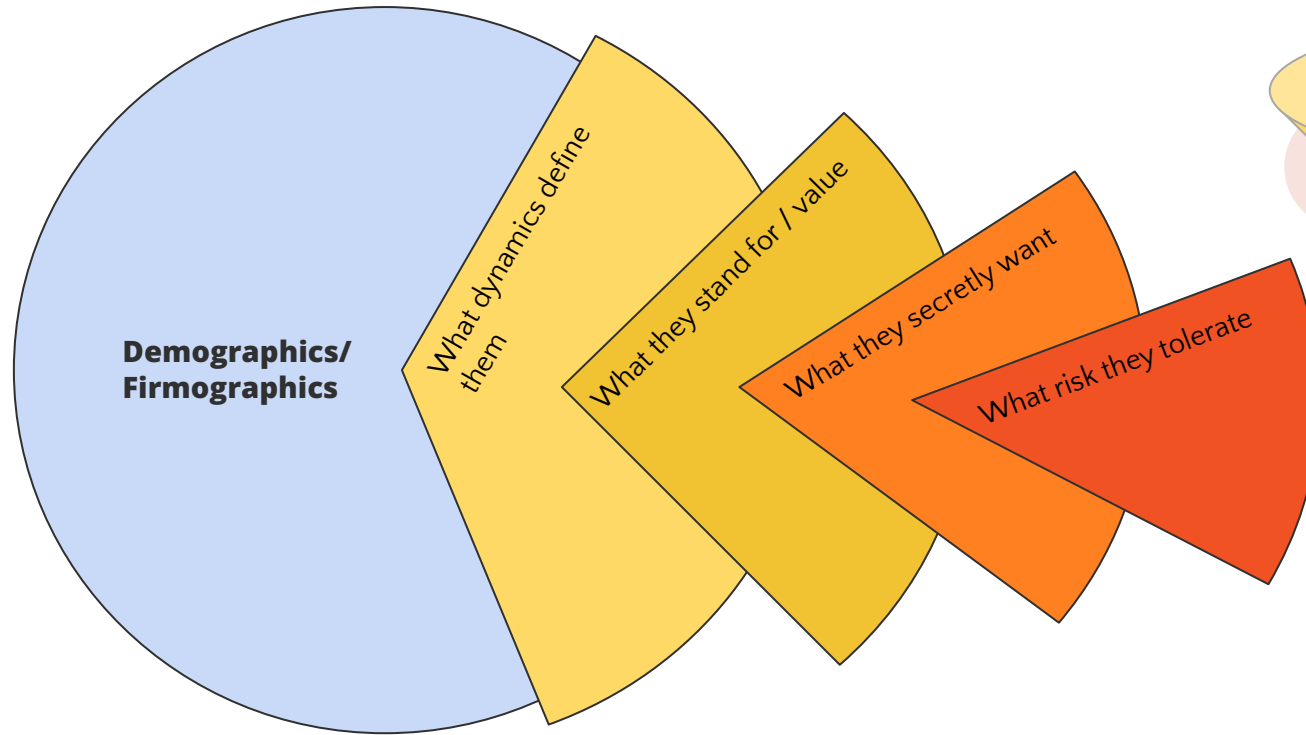 Demographics/
Firmographics
What dynamics define
them
What they stand for / value
What they secretly want
What risk they tolerate